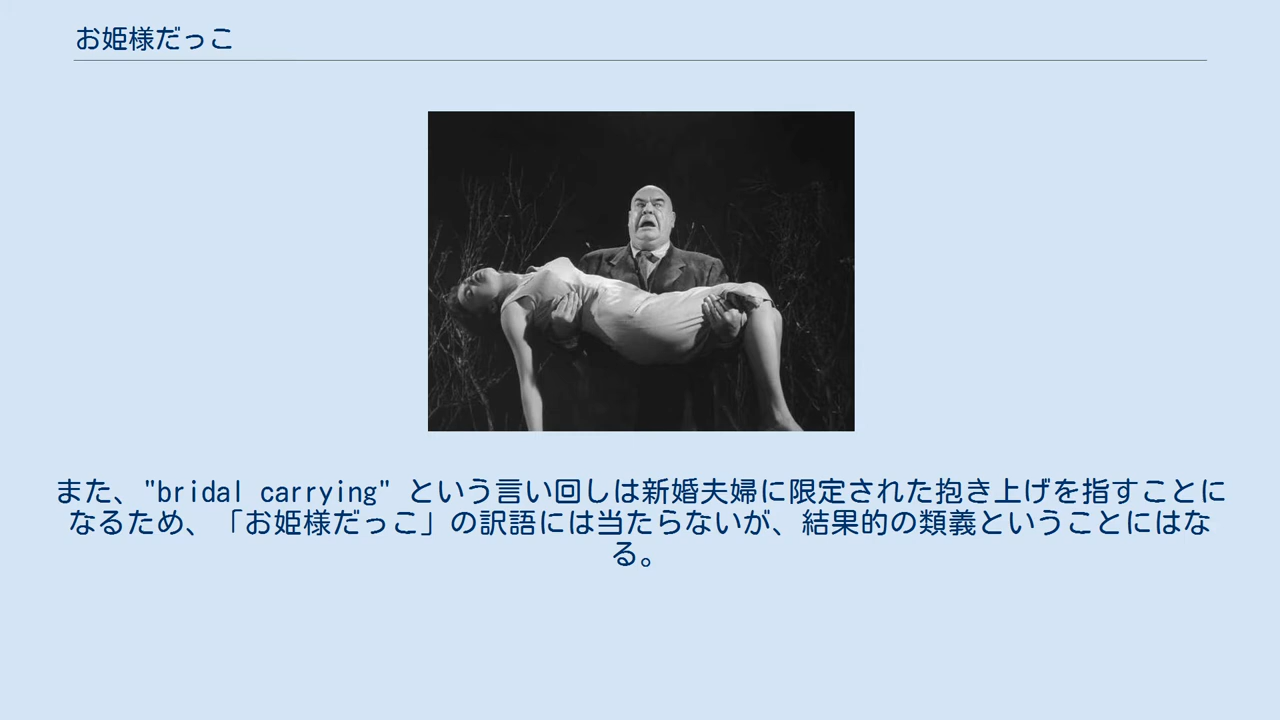 お姫様だっこ
また、"bridal carrying" という言い回しは新婚夫婦に限定された抱き上げを指すことに
なるため、「お姫様だっこ」の訳語には当たらないが、結果的の類義ということにはな
る。